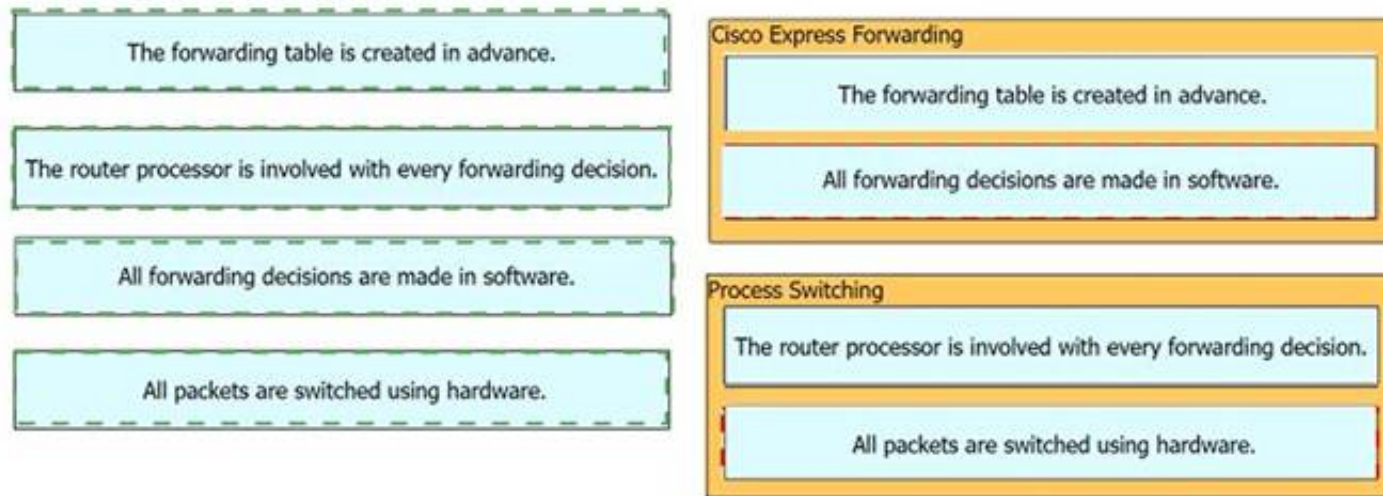 The forwarding table is created in advance.
The router processor is involved with every forwarding decision.
All forwarding decisions are made in software.
All packets are switched using hardware.
Cisco Express Forwarding
The forwarding table is created in advance.
All forwarding decisions are made in software.
Process Switching
The router processor is involved with every forwarding decision.
All packets are switched using hardware.